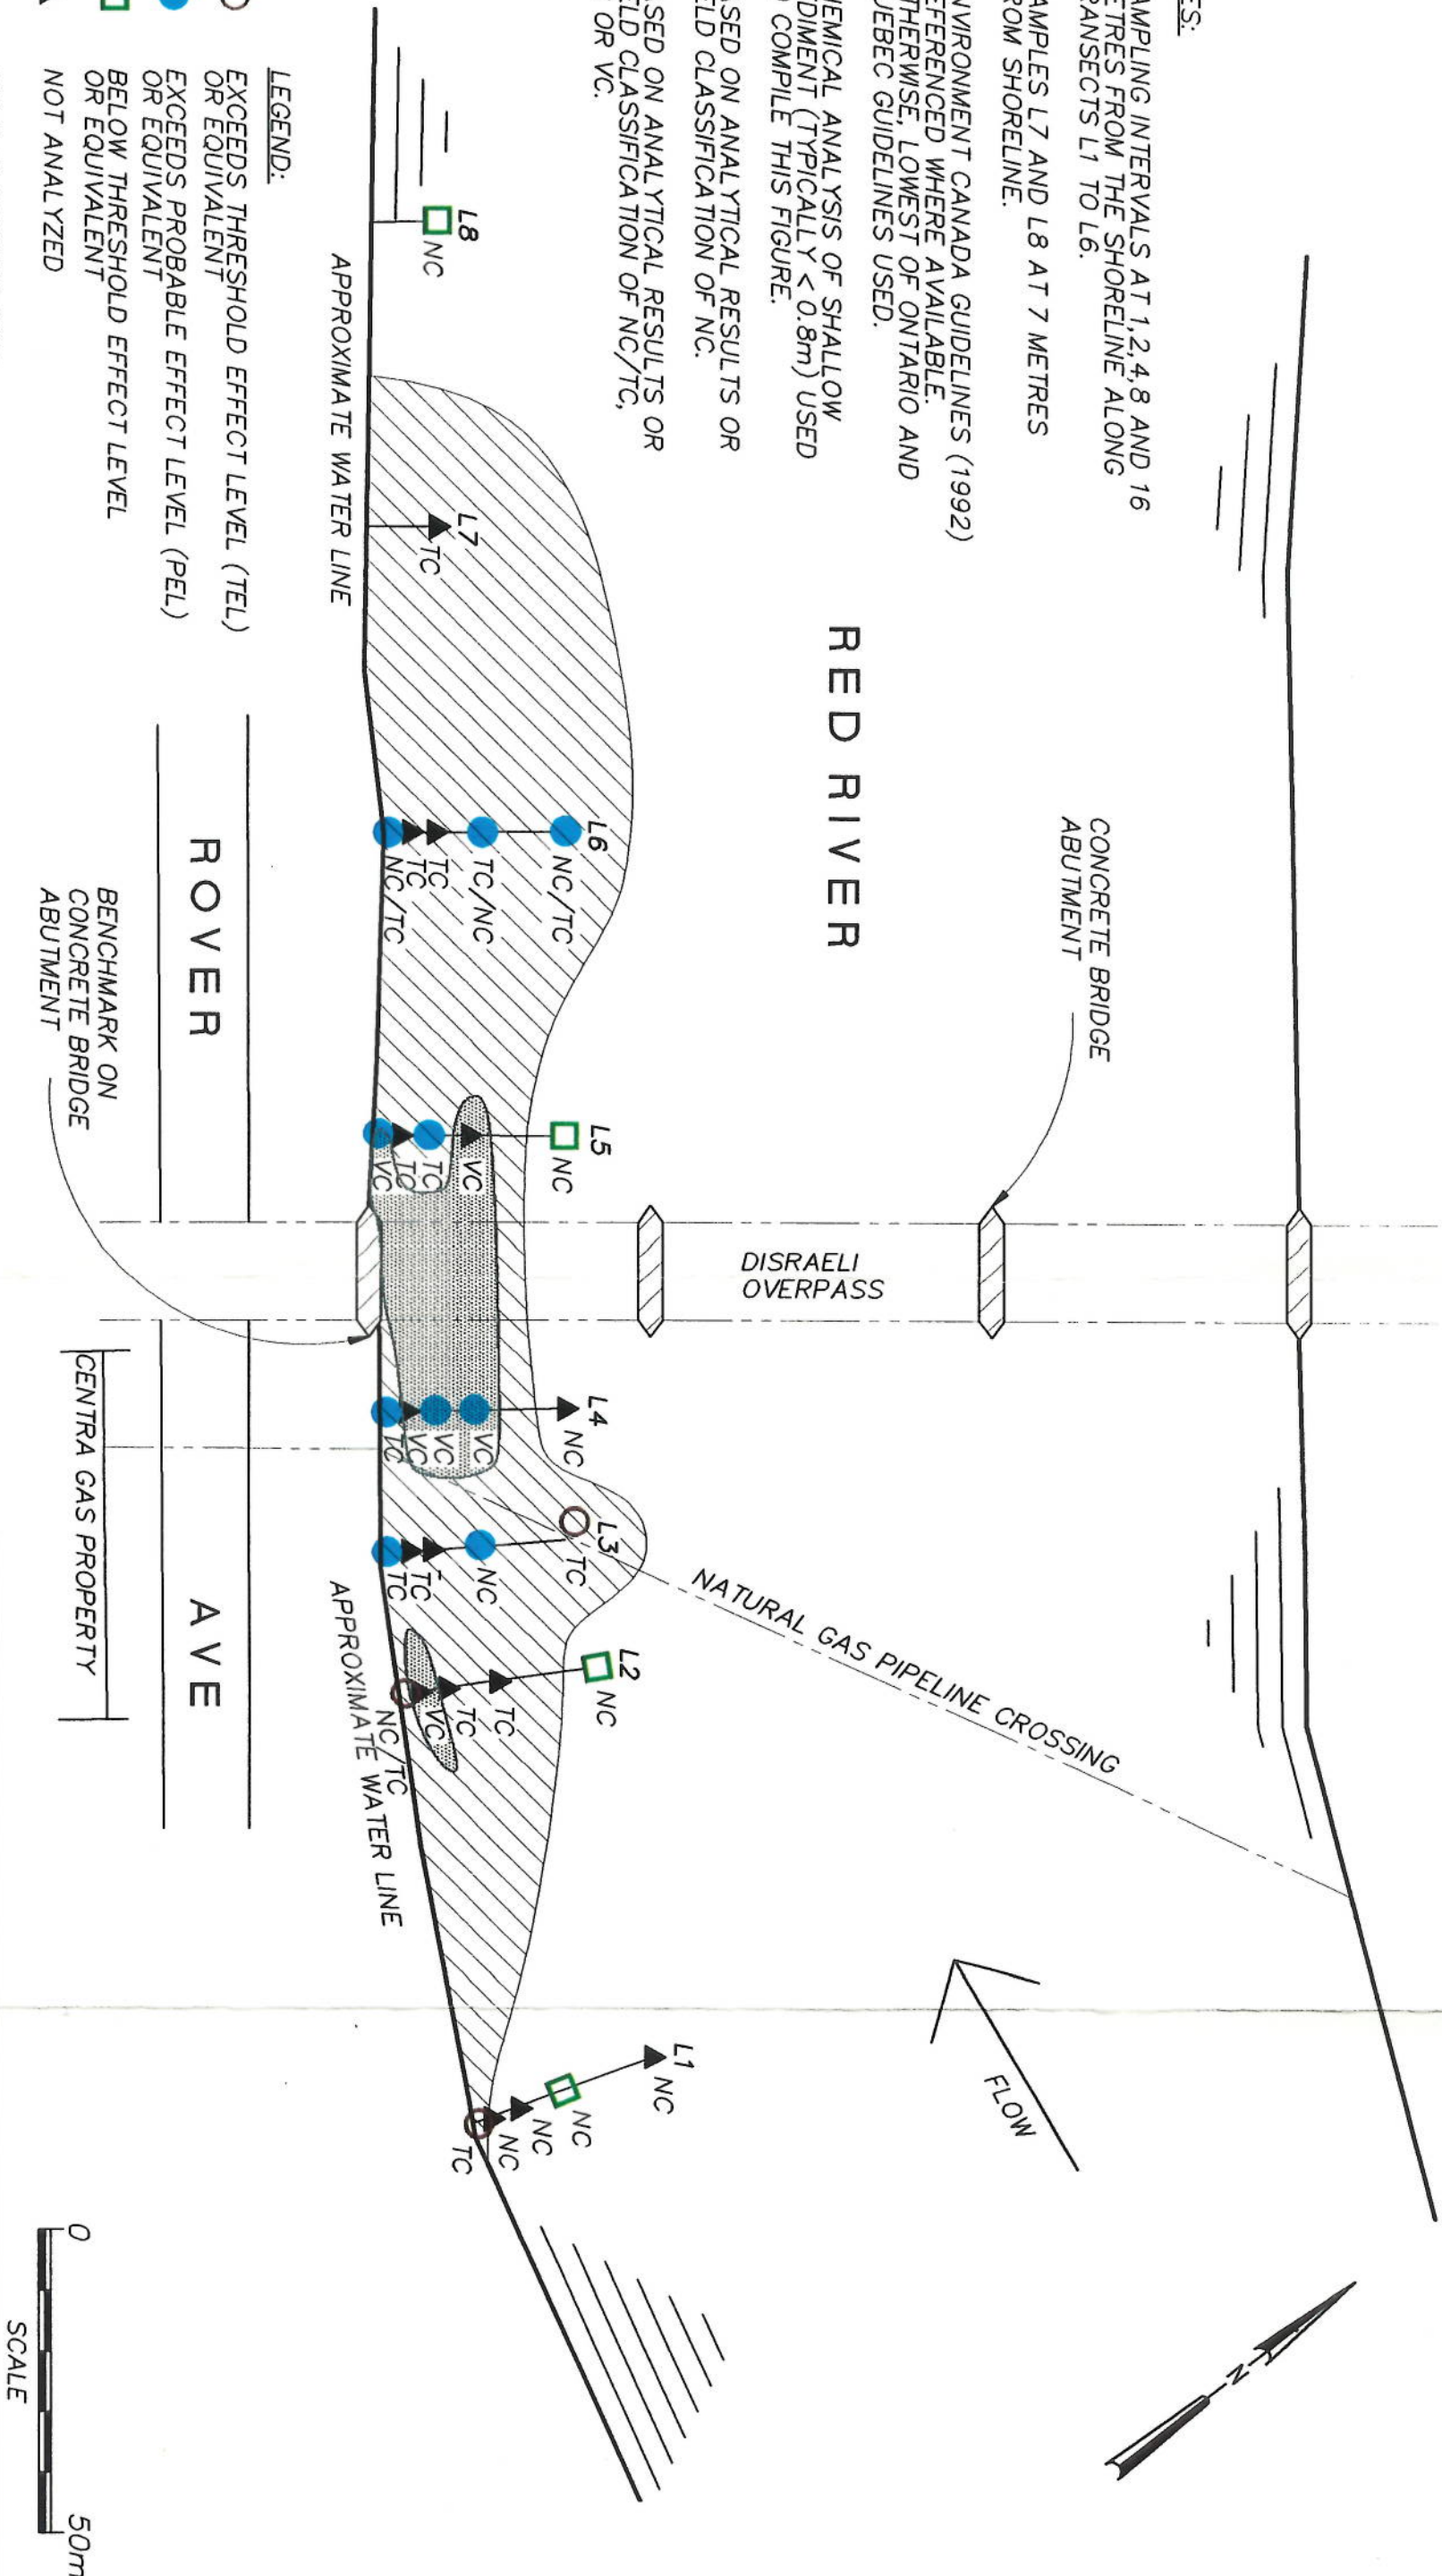 ES:
AMPLING INTERVALS AT 1,2,4,8 AND 16
ETRES FROM THE SHORELINE ALONG
RANSECTS L1 TO L6.
AMPLES L7 AND L8 AT 7 METRES
ROM SHORELINE.
NVIRONMENT CANADA GUIDELINES (1992)
EFERENCED WHERE AVAILABLE.
THERWISE, LOWEST OF ONTARIO AND
UEBEC GUIDELINES USED.
HEMICAL ANALYSIS OF SHALLOW
DIMENT (TYPICALLY < 0.8m) USED
COMPILE THIS FIGURE.
ASED ON ANALYTICAL RESULTS OR
ELD CLASSIFICATION OF NC.
ASED ON ANALYTICAL RESULTS OR
ELD CLASSIFICATION OF NC/TC,
OR VC.
LEGEND:
EXCEEDS THRESHOLD EFFECT LEVEL (TEL)
OR EQUIVALENT
EXCEEDS PROBABLE EFFECT LEVEL (PEL)
OR EQUIVALENT
BELOW THRESHOLD EFFECT LEVEL
OR EQUIVALENT
NOT ANALYZED
RED RIVER
CONCRETE BRIDGE
ABUTMENT
DISRAELI
OVERPASS
NATURAL GAS PIPELINE CROSSING
FLOW
N
L8
NC
L7
TC
APPROXIMATE WATER LINE
L6
NC/TC
TC/NC
TC
TC
NC/TC
L5
NC
VC
TC
TC
VC
L4
NC
VC
VC
VC
TC
L3
TC
NC
TC
TC
L2
NC
TC
TC
VC
NC/TC
L1
NC
NC
NC
NC
TC
APPROXIMATE WATER LINE
ROVER AVE
BENCHMARK ON
CONCRETE BRIDGE
ABUTMENT
CENTRA GAS PROPERTY
0 50m
SCALE